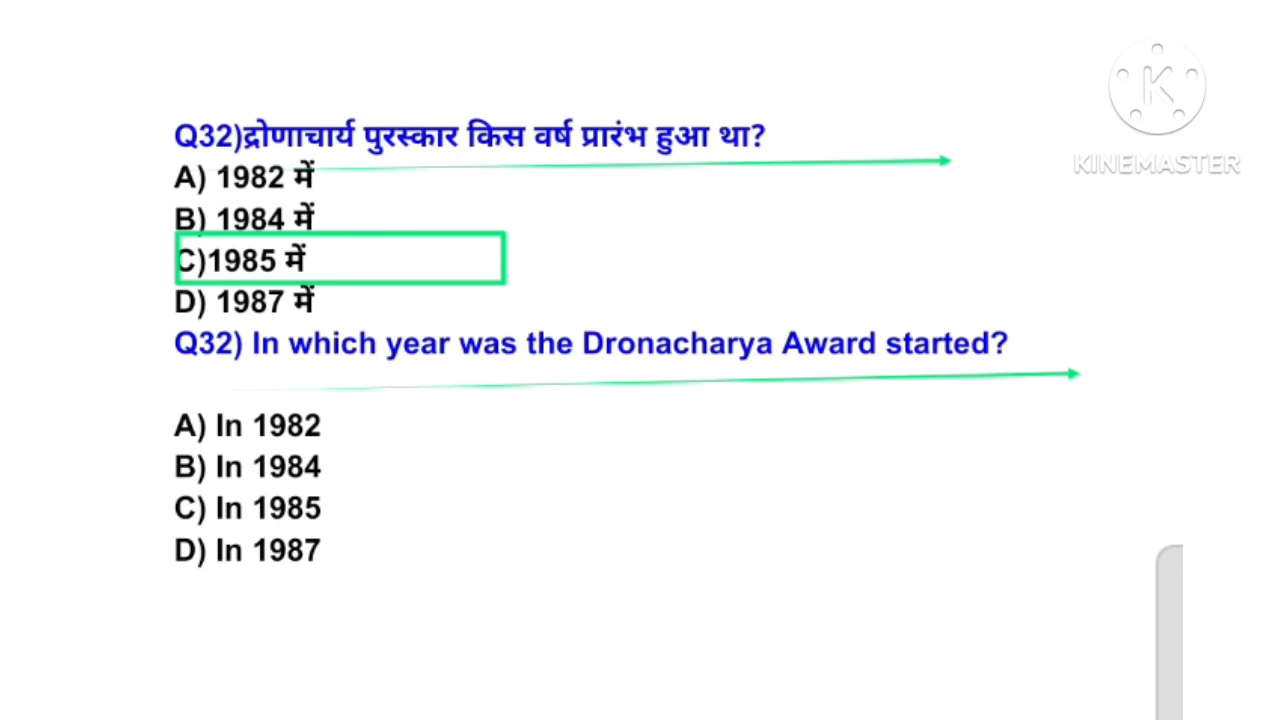 Q32)द्रोणाचार्य पुरस्कार किस वर्ष प्रारंभ हुआ था?
A) 1982 में
B) 1984 में
C)1985 में
D) 1987 में
Q32) In which year was the Dronacharya Award started?
A) In 1982
B) In 1984
C) In 1985
D) In 1987
K
KINEMASTER